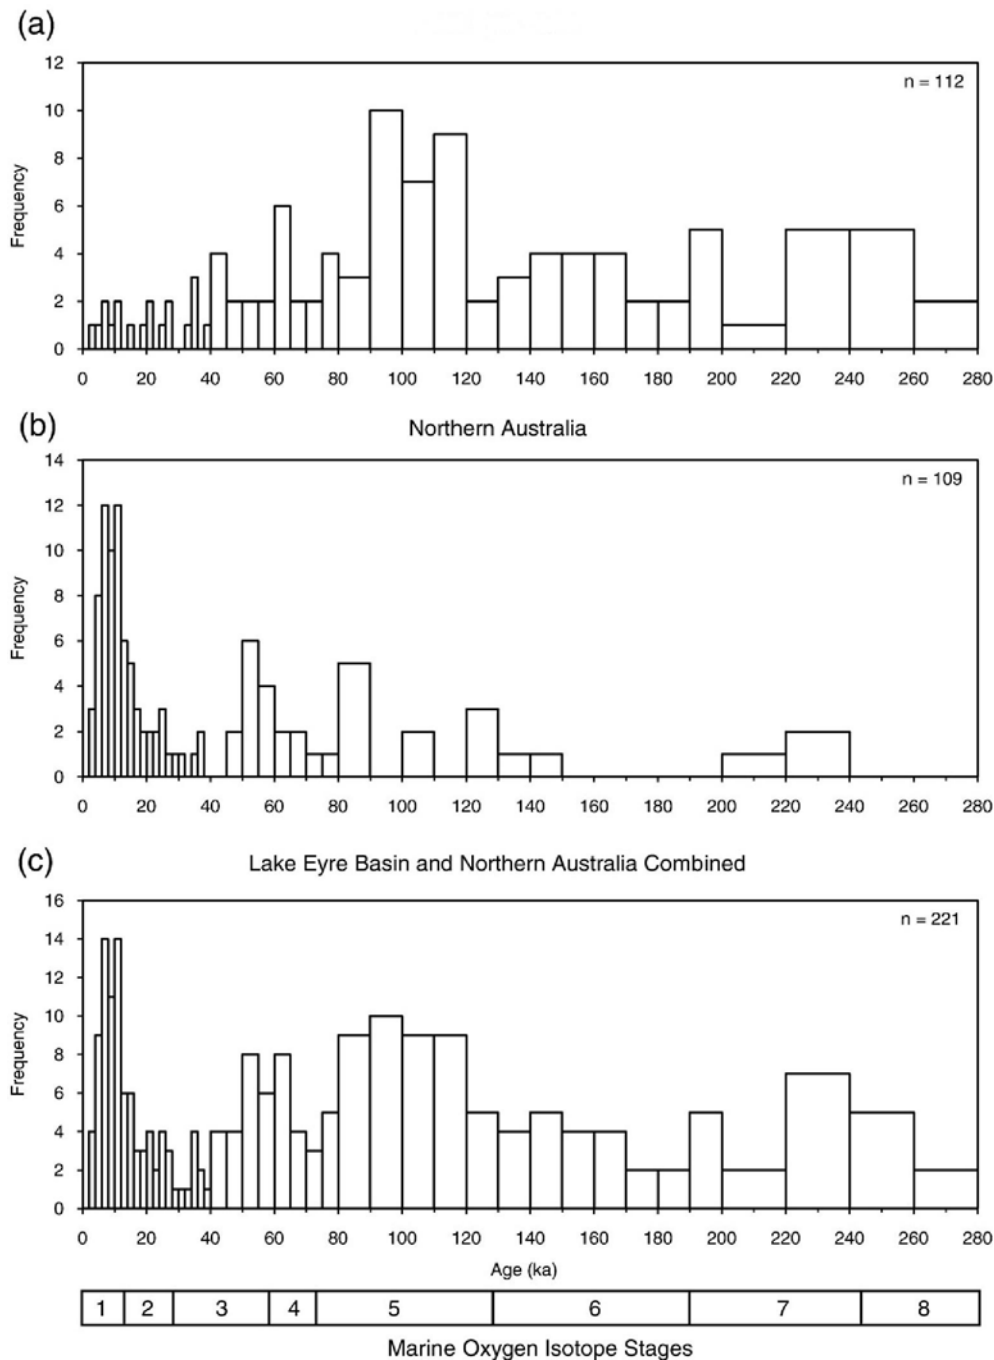 (a)
12
10
8
6
4
2
0
Frequency
n = 112
0 20 40 60 80 100 120 140 160 180 200 220 240 260 280
(b)
Northern Australia
14
12
10
8
6
4
2
0
Frequency
n = 109
0 20 40 60 80 100 120 140 160 180 200 220 240 260 280
(c)
Lake Eyre Basin and Northern Australia Combined
16
14
12
10
8
6
4
2
0
Frequency
n = 221
0 20 40 60 80 100 120 140 160 180 200 220 240 260 280
Age (ka)
1 2 3 4 5 6 7 8
Marine Oxygen Isotope Stages